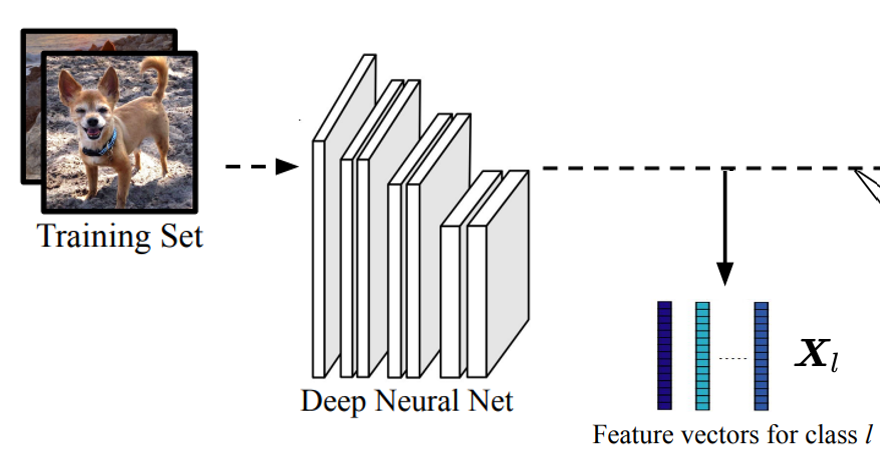 Training Set
Deep Neural Net
X_l
Feature vectors for class l